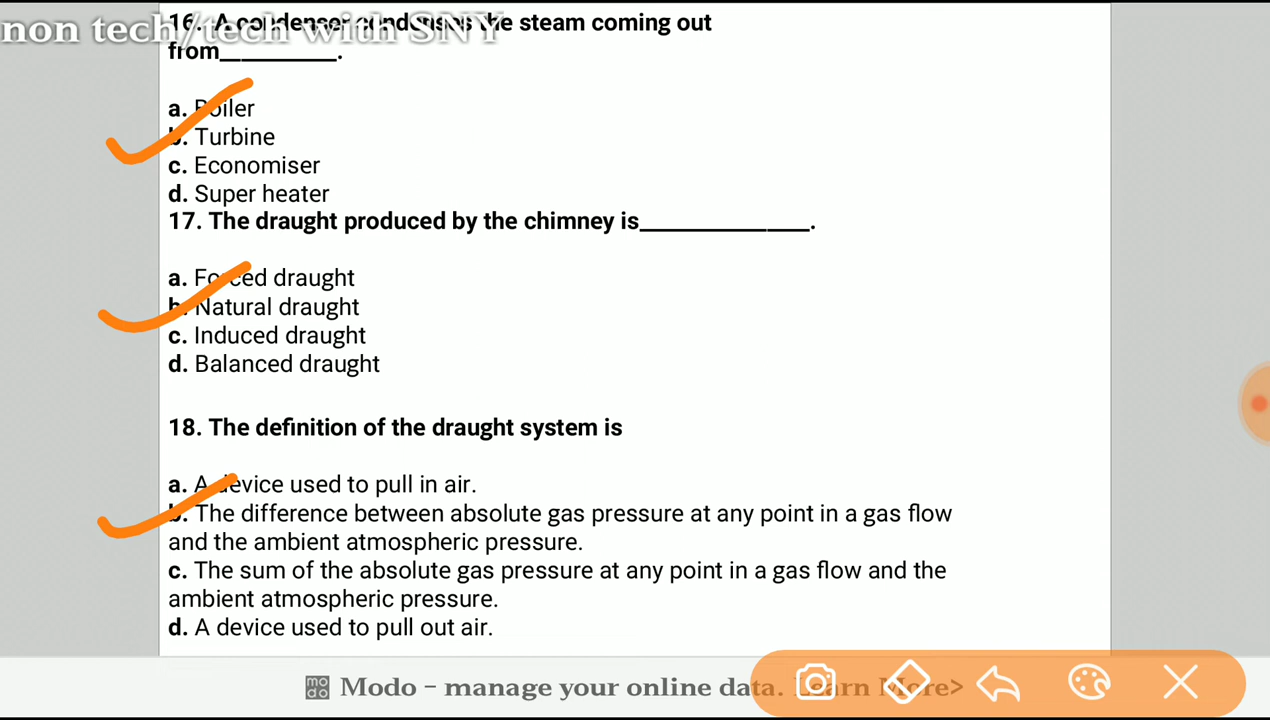 non tech/tech with SNY
16. A condenser condenses the steam coming out
from__________.
a. Boiler
b. Turbine
c. Economiser
d. Super heater
17. The draught produced by the chimney is______________.
a. Forced draught
b. Natural draught
c. Induced draught
d. Balanced draught
18. The definition of the draught system is
a. A device used to pull in air.
b. The difference between absolute gas pressure at any point in a gas flow
and the ambient atmospheric pressure.
c. The sum of the absolute gas pressure at any point in a gas flow and the
ambient atmospheric pressure.
d. A device used to pull out air.
modo Modo – manage your online data. Learn More>